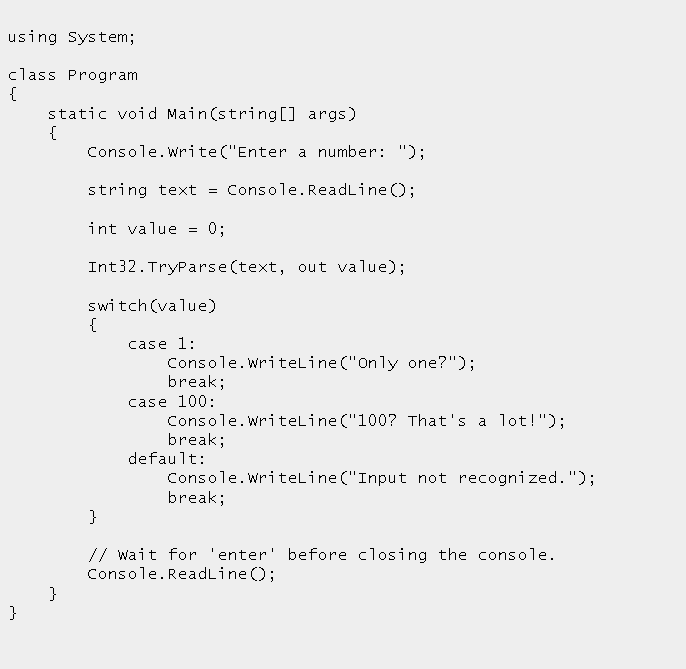 using System;

class Program
{
    static void Main(string[] args)
    {
        Console.Write("Enter a number: ");

        string text = Console.ReadLine();

        int value = 0;

        Int32.TryParse(text, out value);

        switch(value)
        {
            case 1:
                Console.WriteLine("Only one?");
                break;
            case 100:
                Console.WriteLine("100? That's a lot!");
                break;
            default:
                Console.WriteLine("Input not recognized.");
                break;
        }

        // Wait for 'enter' before closing the console.
        Console.ReadLine();
    }
}